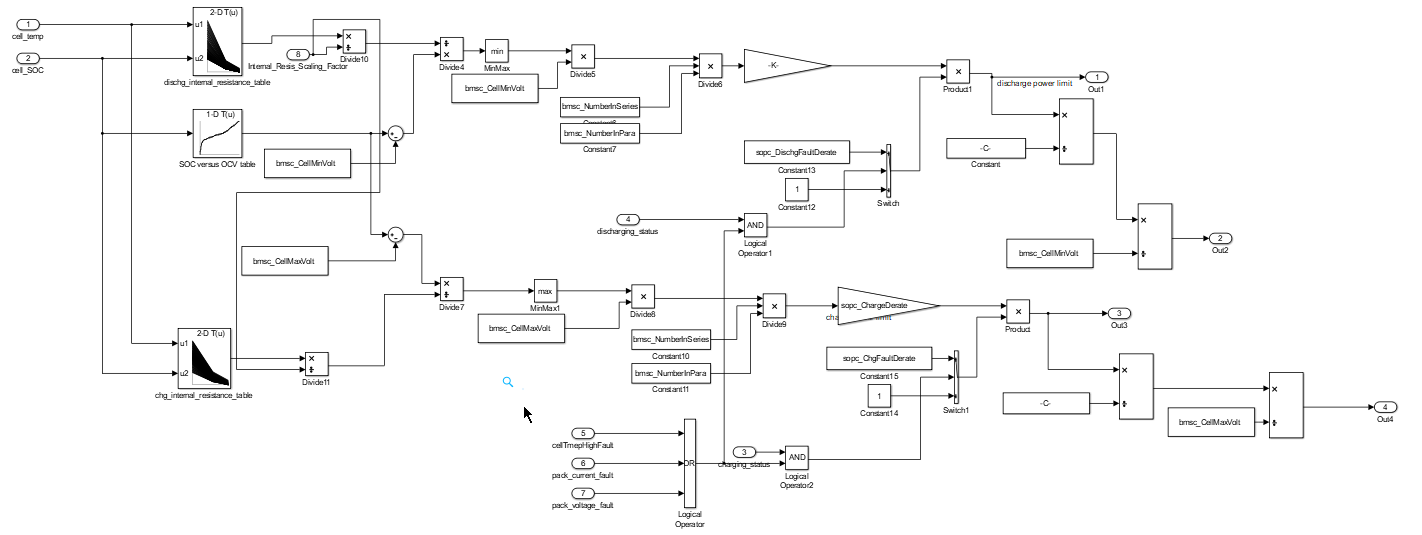 1
cell_temp
2
cell_SOC
2-D T(u)
u1
u2
dischg_internal_resistance_table
8
Internal_Resis_Scaling_Factor
×
÷
Divide10
÷
×
Divide4
min
MinMax
bmsc_CellMinVolt
×
Divide5
bmsc_NumberInSeries
bmsc_NumberInPara
Constant7
×
Divide6
-K-
×
Product1
discharge power limit
1
Out1
1-D T(u)
SOC versus OCV table
bmsc_CellMinVolt
+
-
-C-
Constant
×
÷
sopc_DischgFaultDerate
Constant13
1
Constant12
Switch
4
discharging_status
AND
Logical
Operator1
bmsc_CellMinVolt
×
÷
2
Out2
bmsc_CellMaxVolt
+
-
×
÷
Divide7
max
MinMax1
bmsc_CellMaxVolt
×
Divide8
bmsc_NumberInSeries
Constant10
bmsc_NumberInPara
Constant11
×
Divide9
sopc_ChargeDerate
×
Product
3
Out3
2-D T(u)
u1
u2
chg_internal_resistance_table
×
÷
Divide11
sopc_ChgFaultDerate
Constant15
1
Constant14
Switch1
-C-
×
÷
bmsc_CellMaxVolt
×
÷
4
Out4
5
cellTmepHighFault
6
pack_current_fault
7
pack_voltage_fault
OR
Logical
Operator
3
charging_status
AND
Logical
Operator2